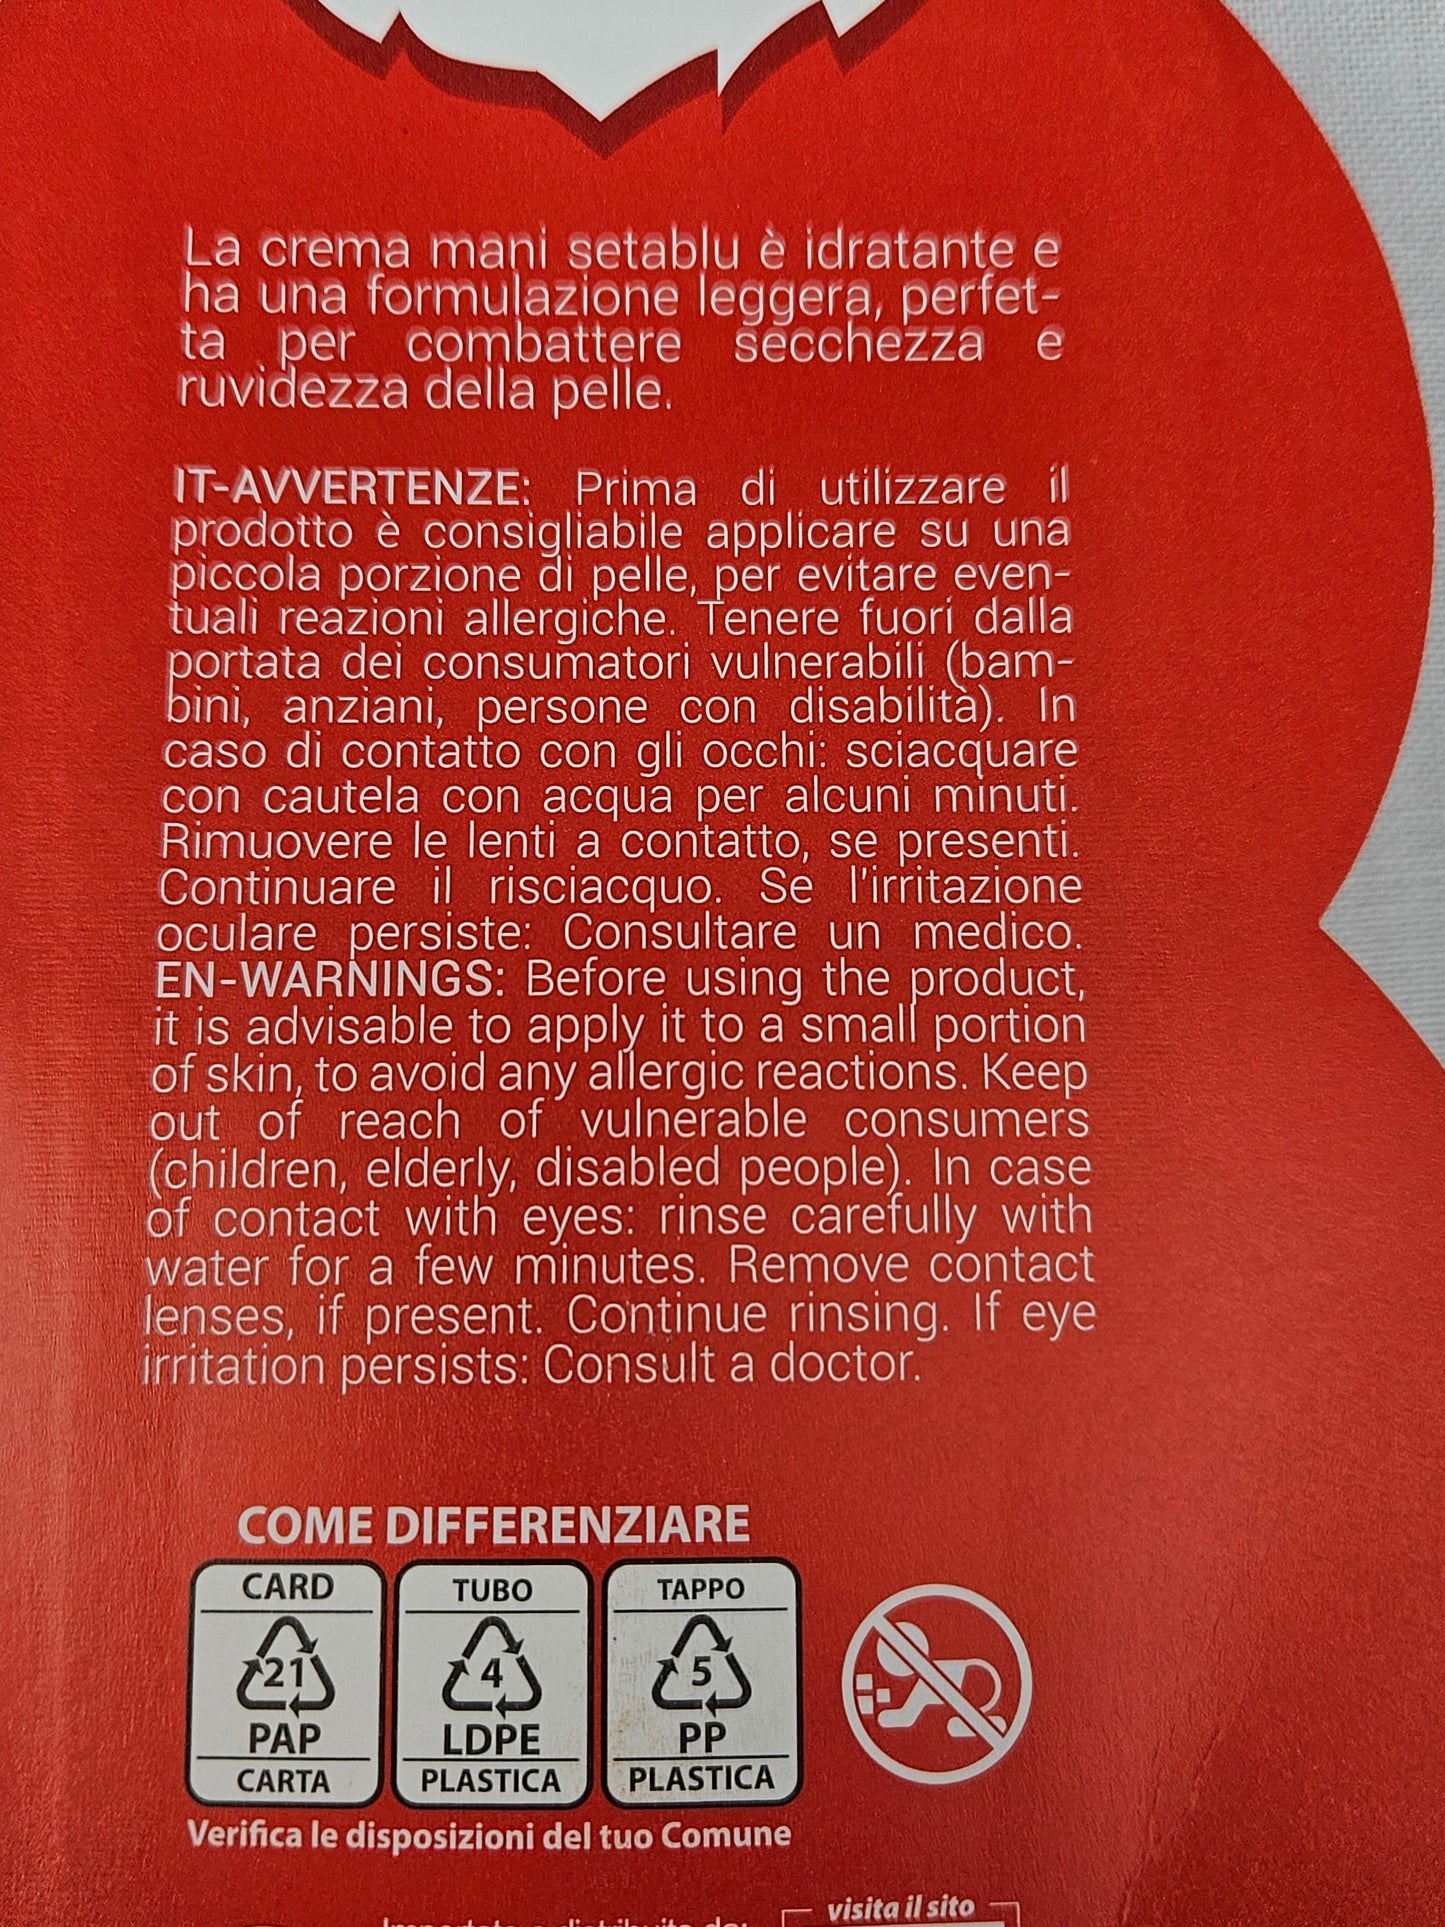 La crema mani setablu è idratante e
ha una formulazione leggera, perfet-
ta per combattere secchezza e
ruvidezza della pelle.
IT-AVVERTENZE: Prima di utilizzare il
prodotto è consigliabile applicare su una
piccola porzione di pelle, per evitare even-
tuali reazioni allergiche. Tenere fuori dalla
portata dei consumatori vulnerabili (bam-
bini, anziani, persone con disabilità). In
caso di contatto con gli occhi: sciacquare
con cautela con acqua per alcuni minuti.
Rimuovere le lenti a contatto, se presenti.
Continuare il risciacquo. Se l'irritazione
oculare persiste: Consultare un medico.
EN-WARNINGS: Before using the product,
it is advisable to apply it to a small portion
of skin, to avoid any allergic reactions. Keep
out of reach of vulnerable consumers
(children, elderly, disabled people). In case
of contact with eyes: rinse carefully with
water for a few minutes. Remove contact
lenses, if present. Continue rinsing. If eye
irritation persists: Consult a doctor.
COME DIFFERENZIARE
CARD TUBO TAPPO
21 4 5
PAP LDPE PP
CARTA PLASTICA PLASTICA
Verifica le disposizioni del tuo Comune
visita il sito